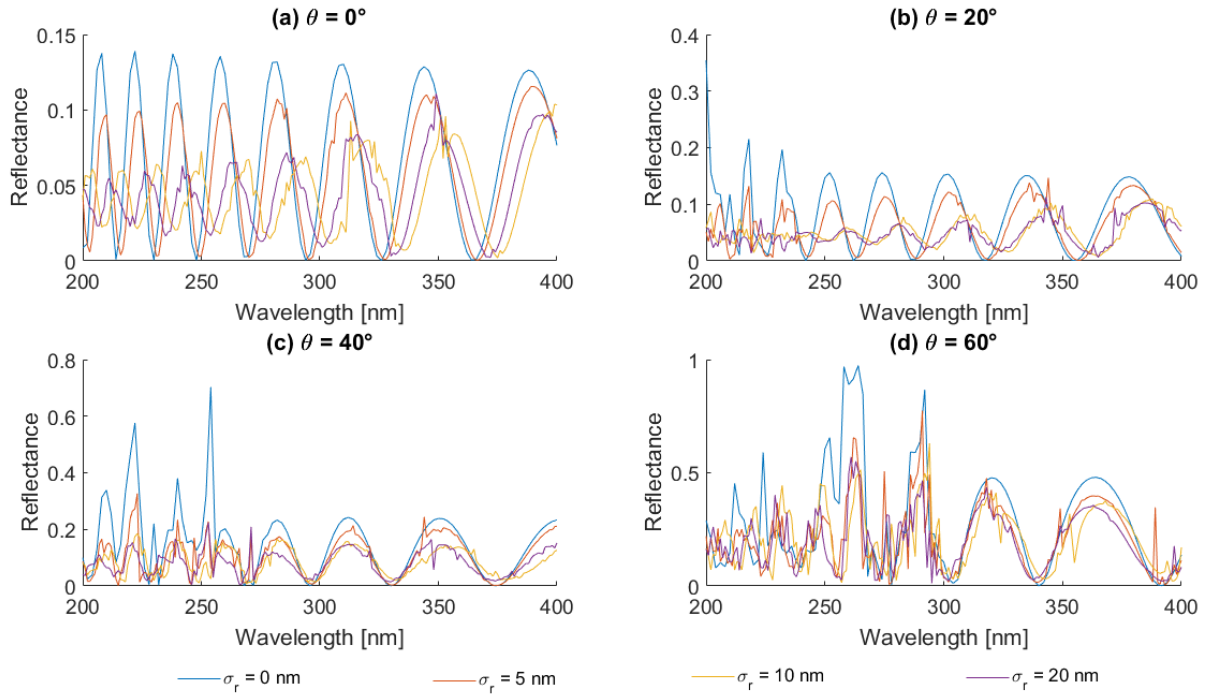 (a) θ = 0°
0.15
0.1
0.05
0
Reflectance
200 250 300 350 400
Wavelength [nm]
(b) θ = 20°
0.4
0.3
0.2
0.1
0
Reflectance
200 250 300 350 400
Wavelength [nm]
(c) θ = 40°
0.8
0.6
0.4
0.2
0
Reflectance
200 250 300 350 400
Wavelength [nm]
(d) θ = 60°
1
0.5
0
Reflectance
200 250 300 350 400
Wavelength [nm]
σr = 0 nm σr = 5 nm σr = 10 nm σr = 20 nm